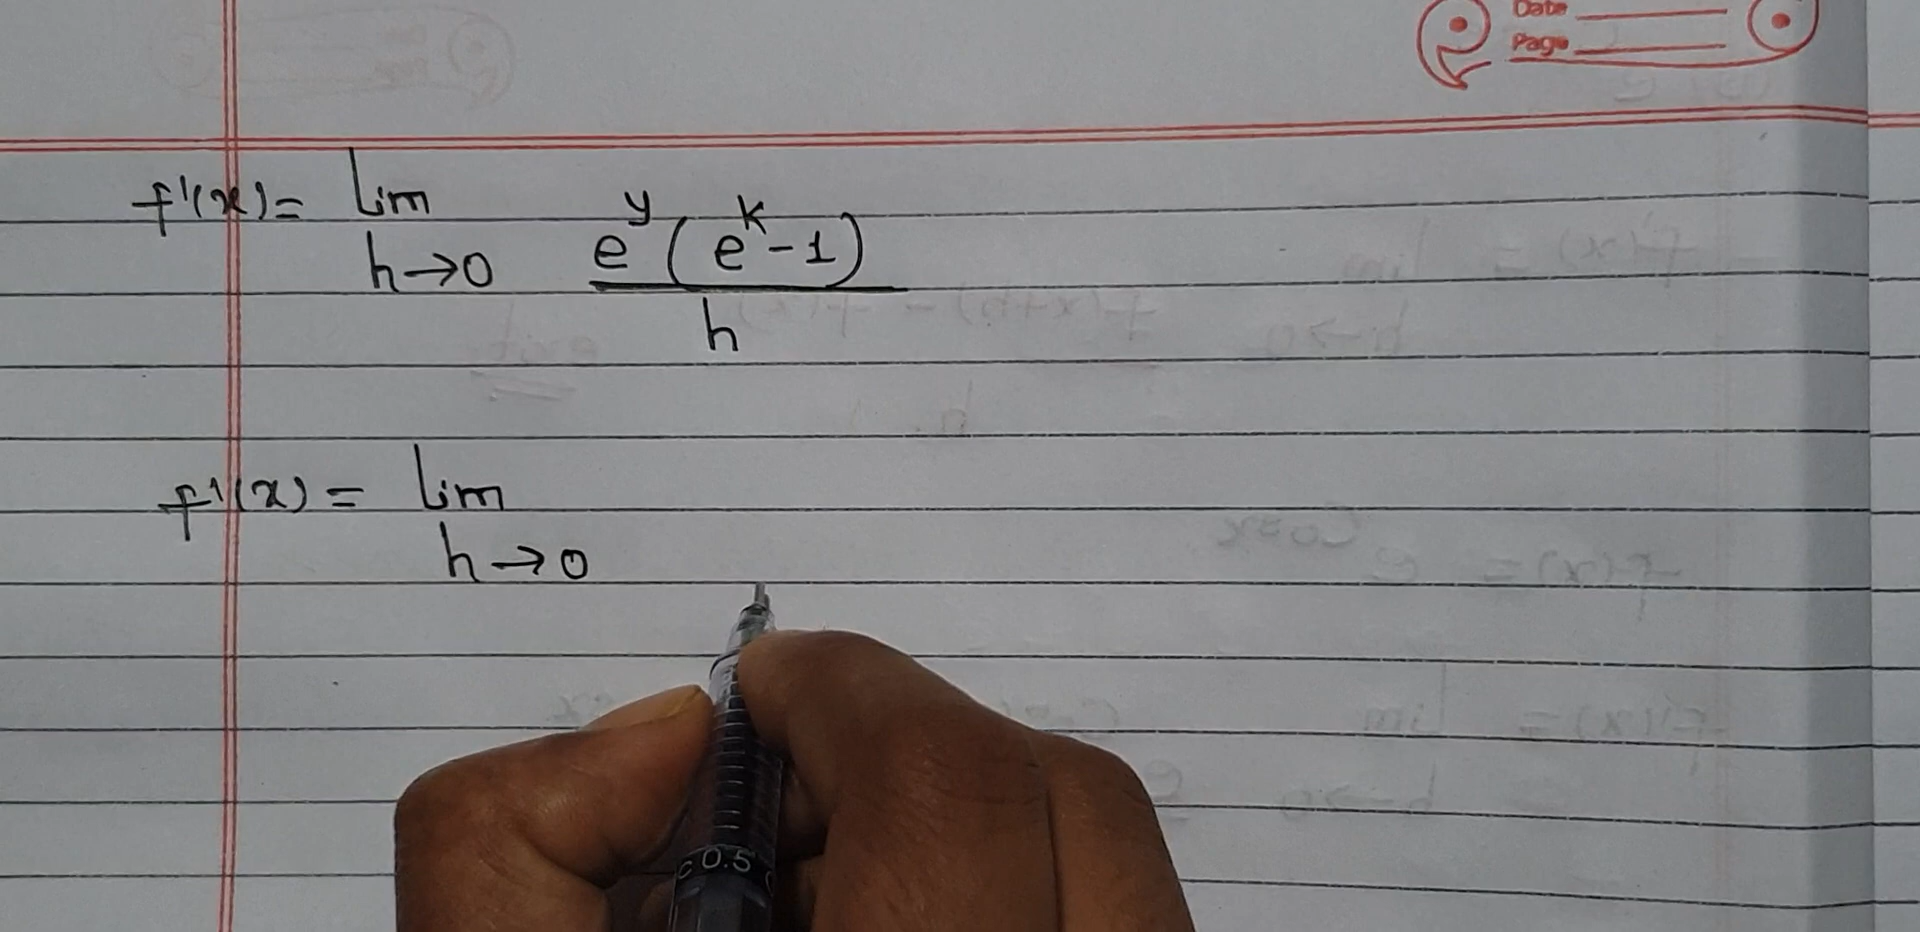 Date
Page
f'(x) = lim h→0 e^y (e^k - 1) / h
f'(x) = lim h→0
c 0.5